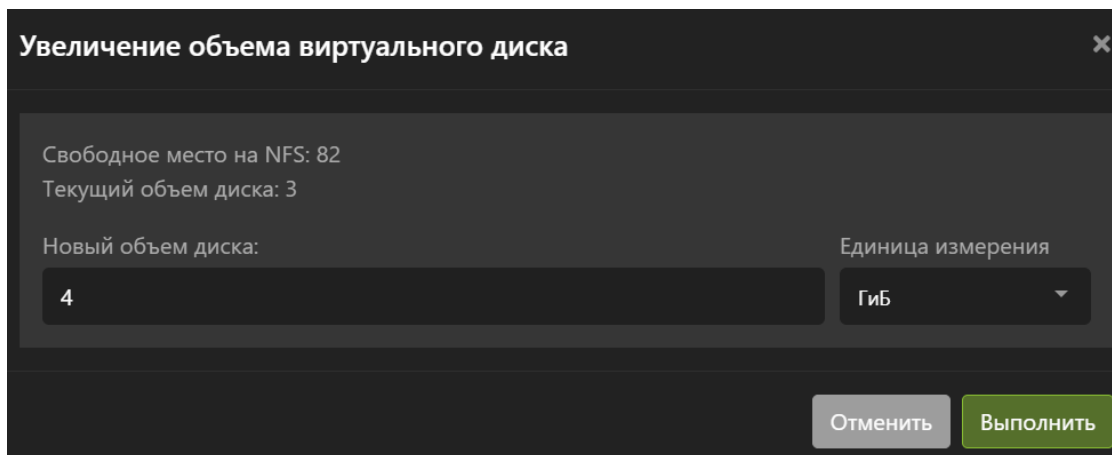 Увеличение объема виртуального диска
Свободное место на NFS: 82
Текущий объем диска: 3
Новый объем диска:
Единица измерения
4
ГиБ
Отменить
Выполнить